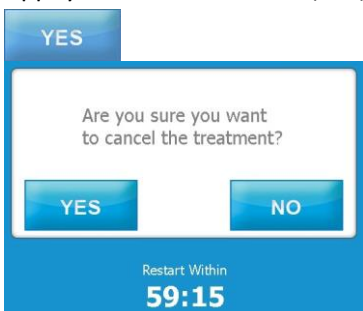 YES
Are you sure you want
to cancel the treatment?
YES
NO
Restart Within
59:15